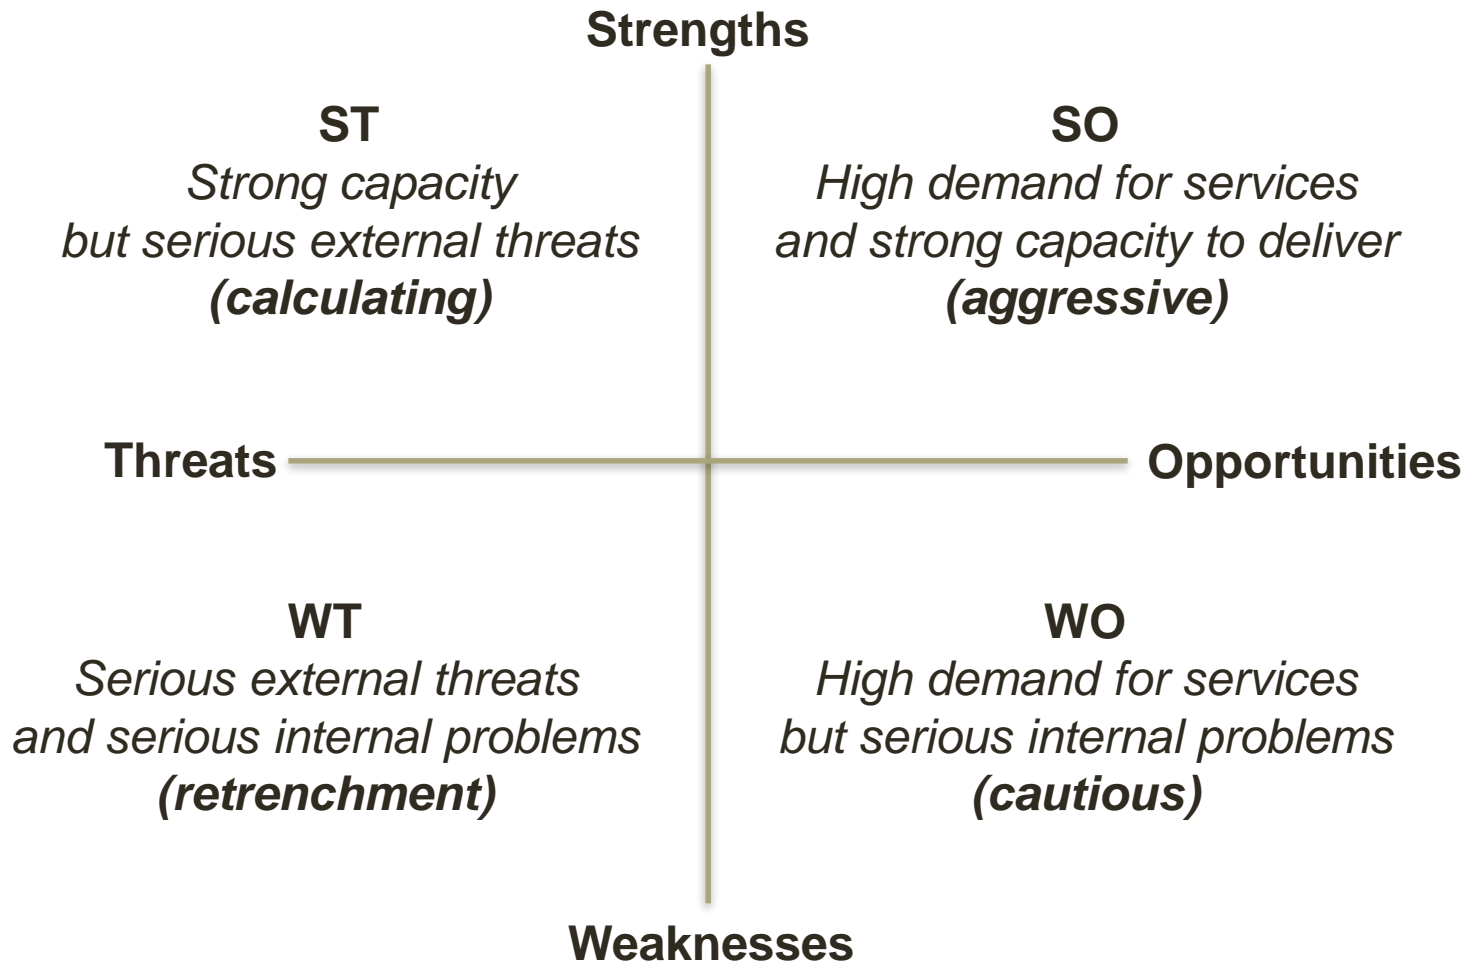 Strengths
ST
Strong capacity
but serious external threats
(calculating)
SO
High demand for services
and strong capacity to deliver
(aggressive)
Threats
Opportunities
WT
Serious external threats
and serious internal problems
(retrenchment)
WO
High demand for services
but serious internal problems
(cautious)
Weaknesses